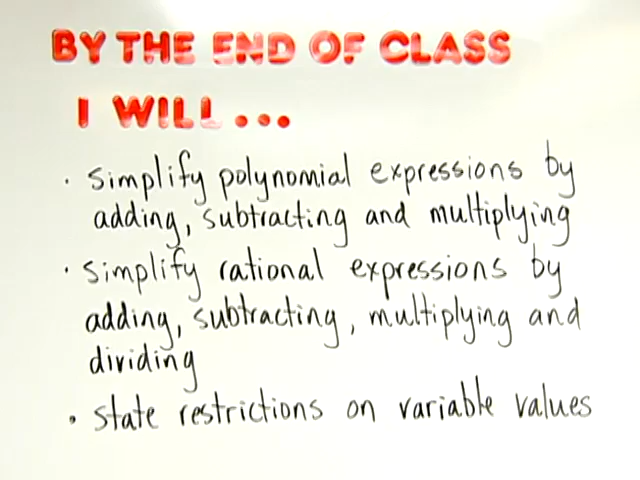 BY THE END OF CLASS
I WILL...
· simplify polynomial expressions by
adding, subtracting and multiplying
· simplify rational expressions by
adding, subtracting, multiplying and
dividing
· state restrictions on variable values